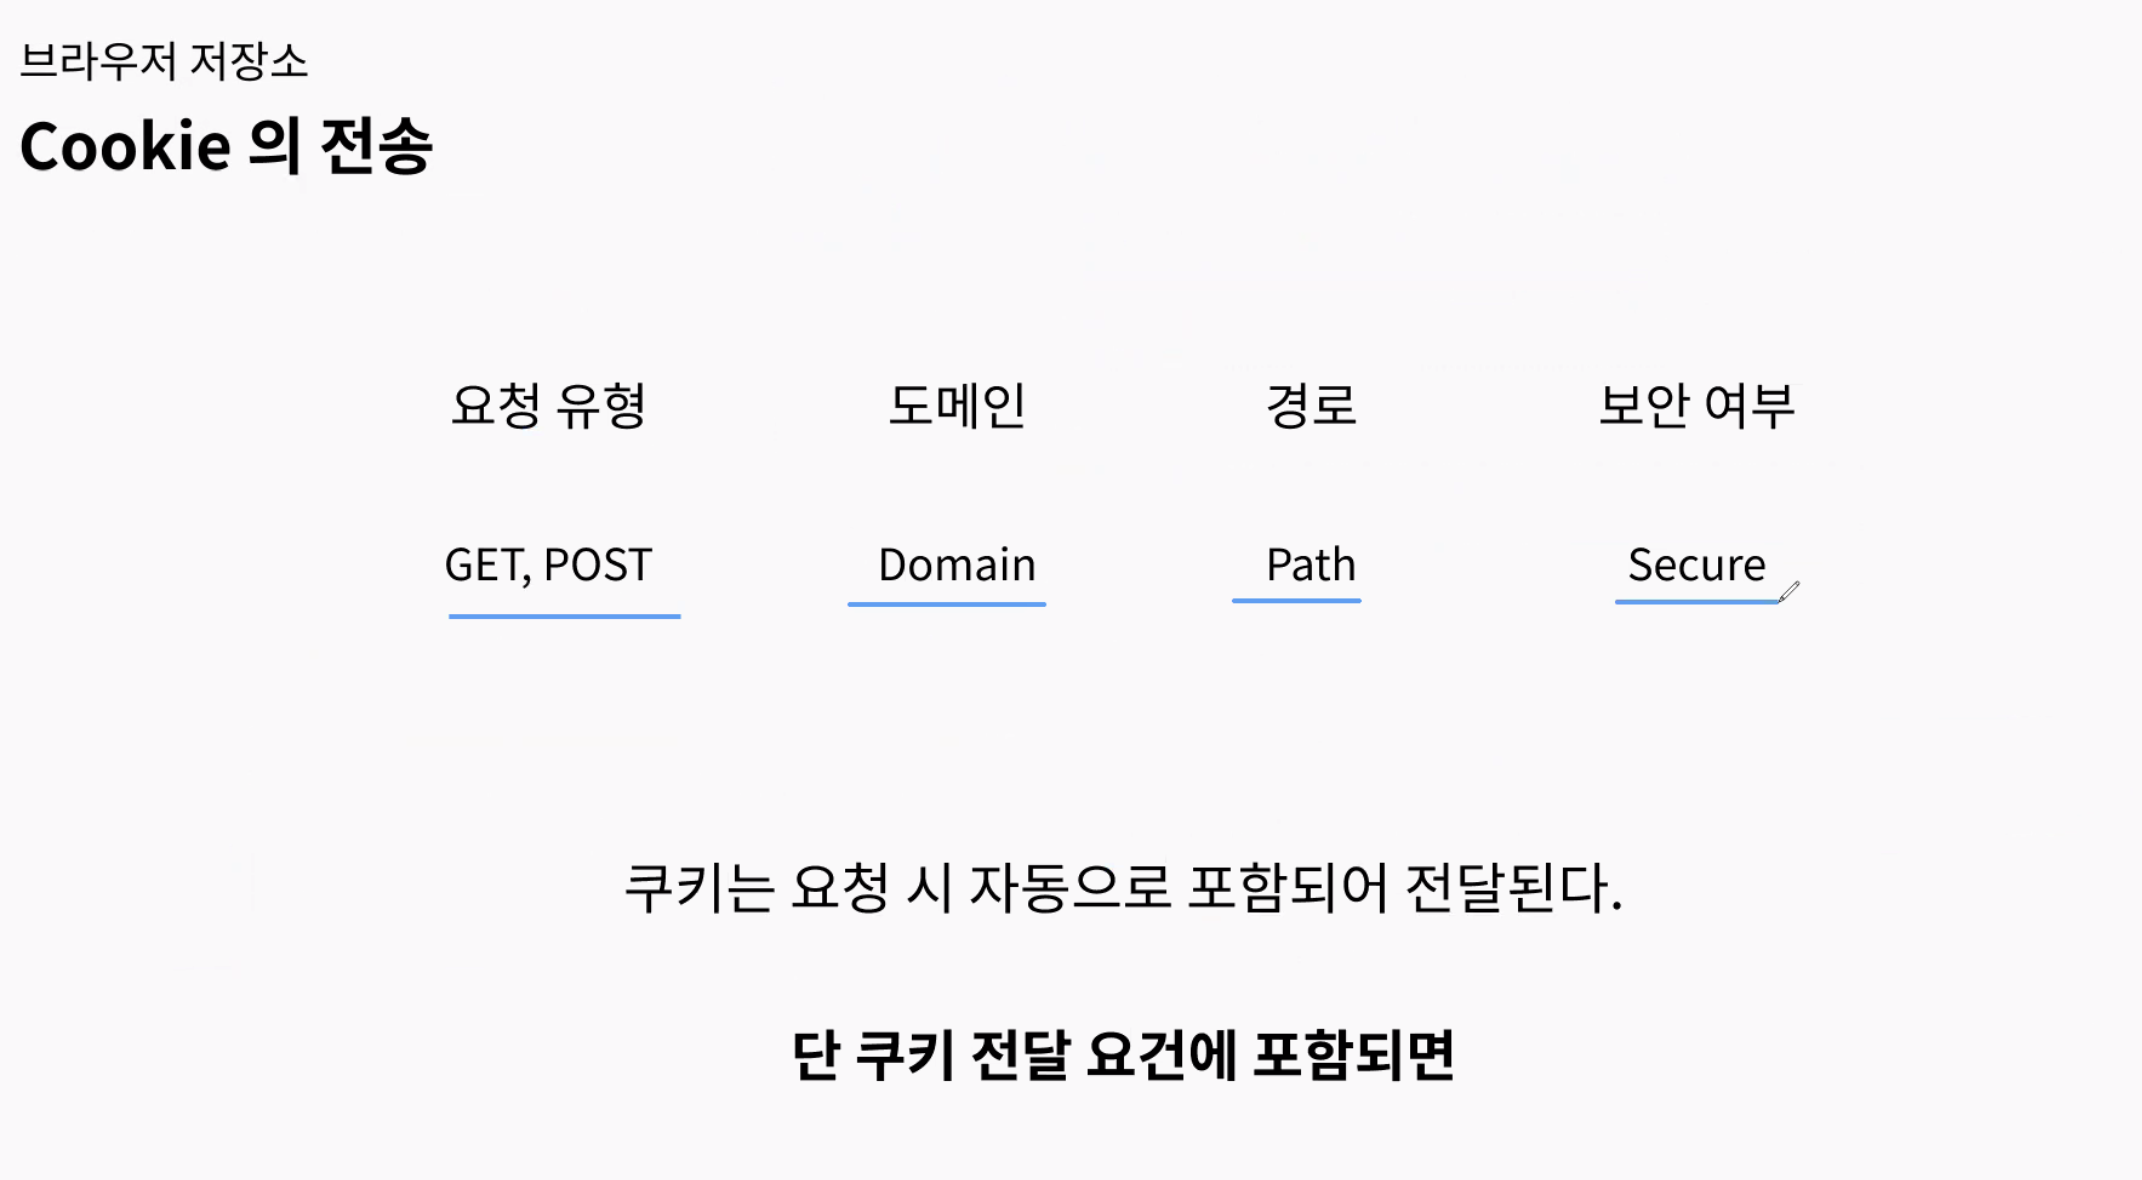 브라우저 저장소
Cookie 의 전송
요청 유형 도메인 경로 보안 여부
GET, POST Domain Path Secure
쿠키는 요청 시 자동으로 포함되어 전달된다.
단 쿠키 전달 요건에 포함되면